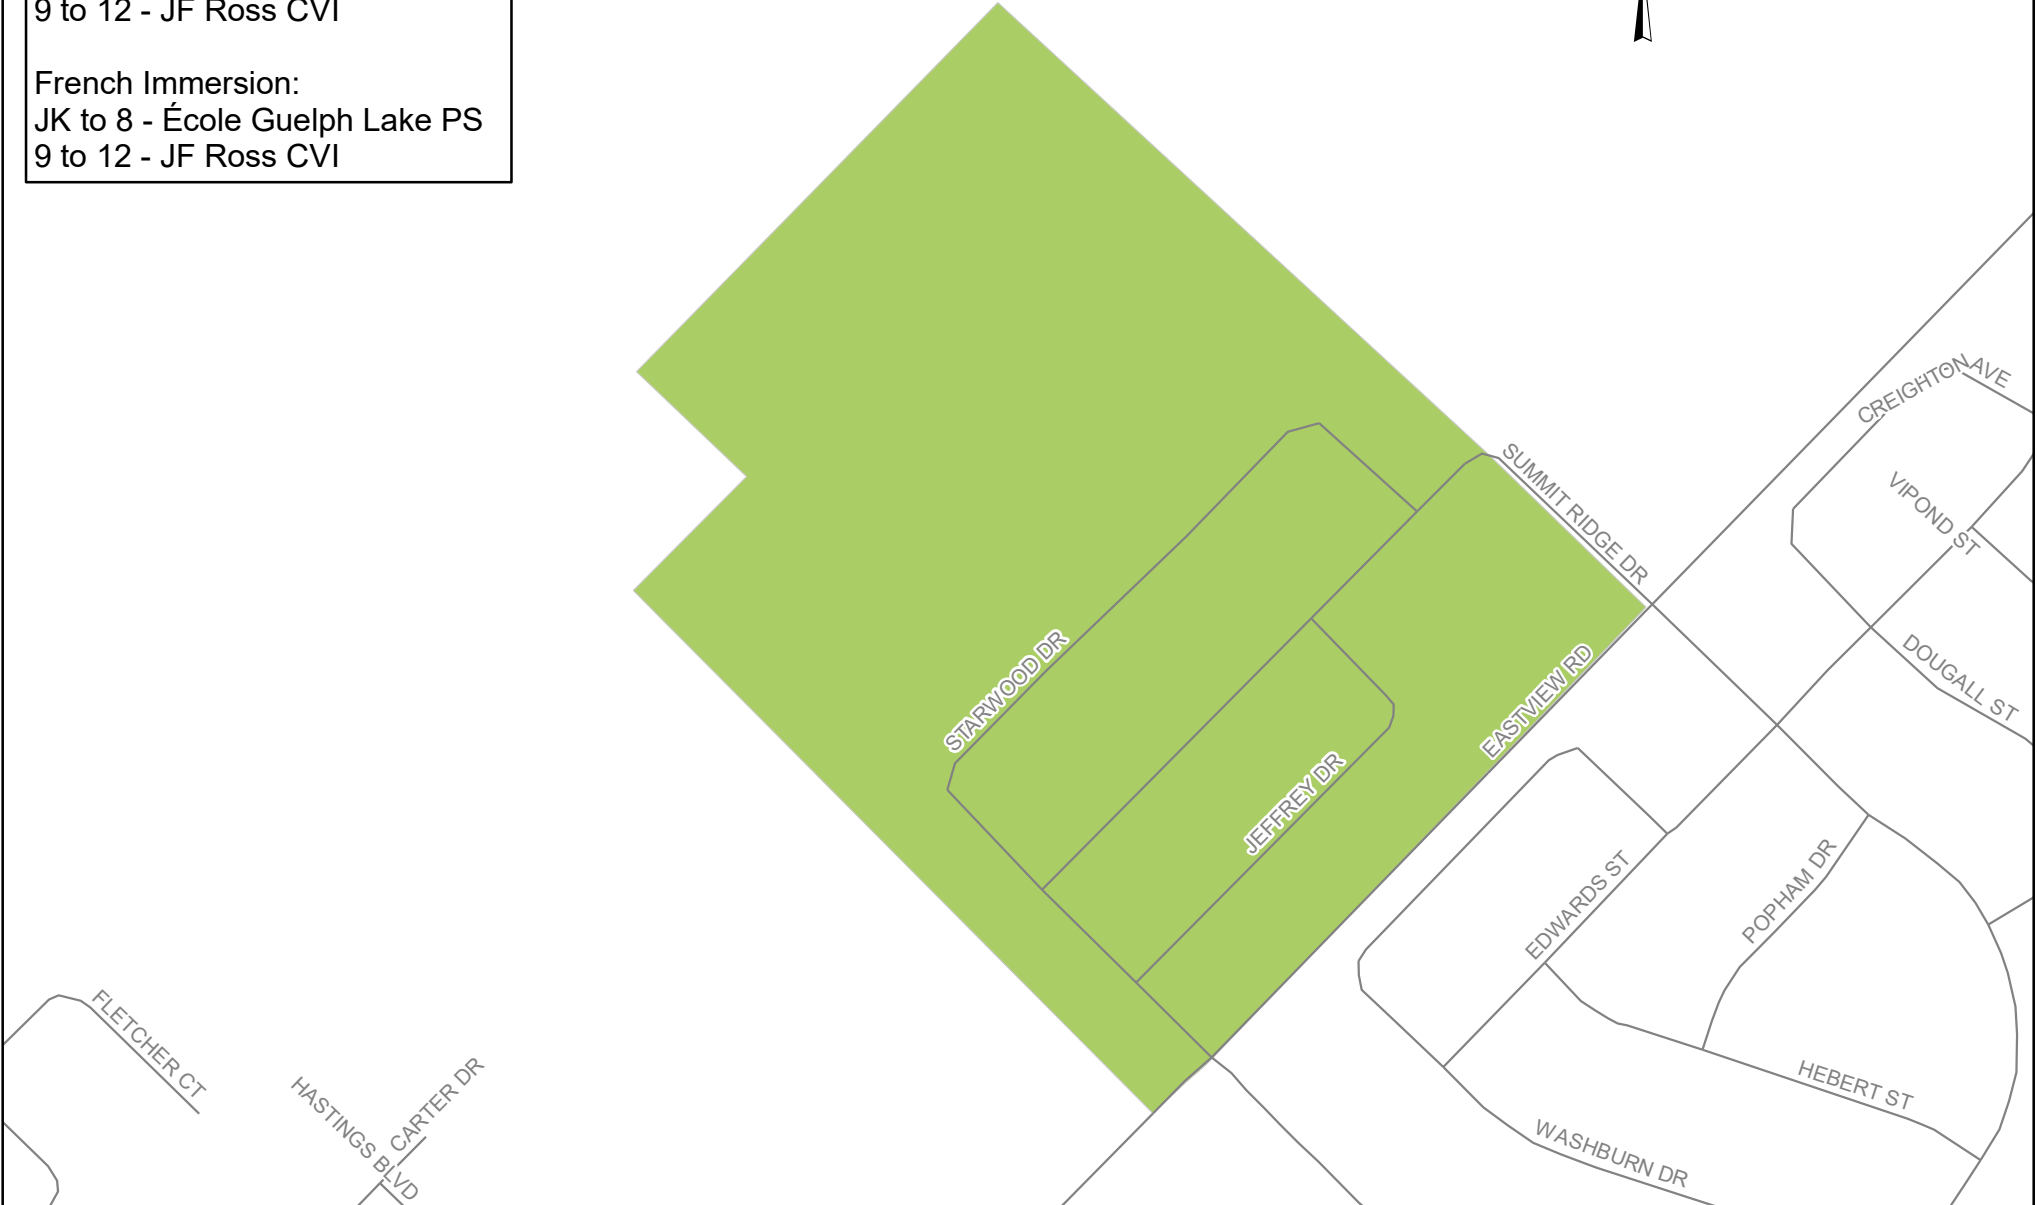 9 to 12 - JF Ross CVI
French Immersion:
JK to 8 - École Guelph Lake PS
9 to 12 - JF Ross CVI
CREIGHTON AVE
SUMMIT RIDGE DR
VIPOND ST
STARWOOD DR
EASTVIEW RD
DOUGALL ST
JEFFREY DR
EDWARDS ST
POPHAM DR
FLETCHER CT
HASTINGS BLVD
CARTER DR
HEBERT ST
WASHBURN DR